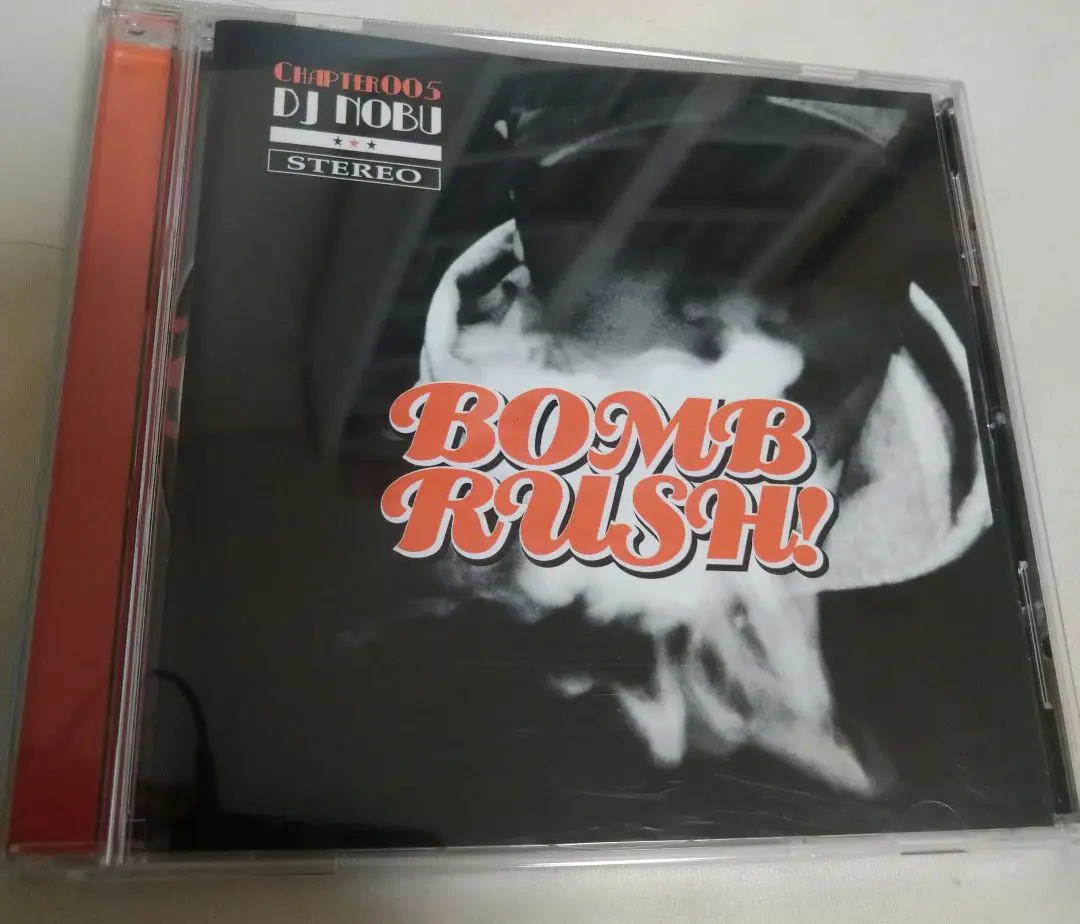 CHAPTER005
DJ NOBU
STEREO
BOMB
RUSH!